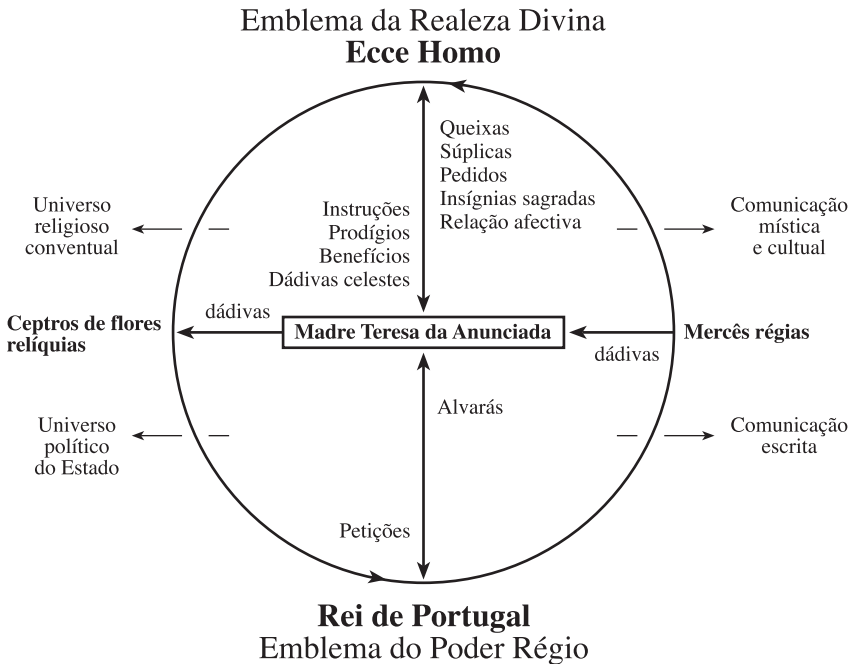 Emblema da Realeza Divina
Ecce Homo
Queixas
Súplicas
Pedidos
Insígnias sagradas
Relação afectiva
Instruções
Prodígios
Benefícios
Dádivas celestes
Universo
religioso
conventual
Comunicação
mística
e cultual
Ceptros de flores
relíquias
dádivas
Madre Teresa da Anunciada
dádivas
Mercês régias
Alvarás
Universo
político
do Estado
Comunicação
escrita
Petições
Rei de Portugal
Emblema do Poder Régio